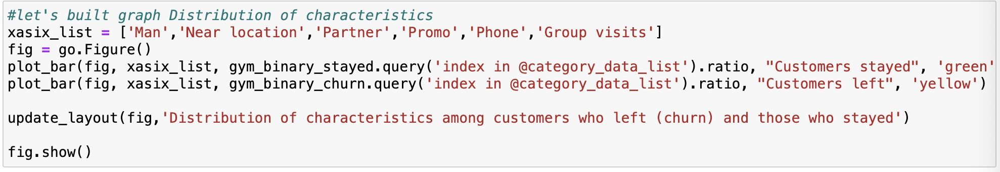 #let's built graph Distribution of characteristics
xasix_list = ['Man','Near location','Partner','Promo','Phone','Group visits']
fig = go.Figure()
plot_bar(fig, xasix_list, gym_binary_stayed.query('index in @category_data_list').ratio, "Customers stayed", 'green'
plot_bar(fig, xasix_list, gym_binary_churn.query('index in @category_data_list').ratio, "Customers left", 'yellow')
update_layout(fig,'Distribution of characteristics among customers who left (churn) and those who stayed')
fig.show()